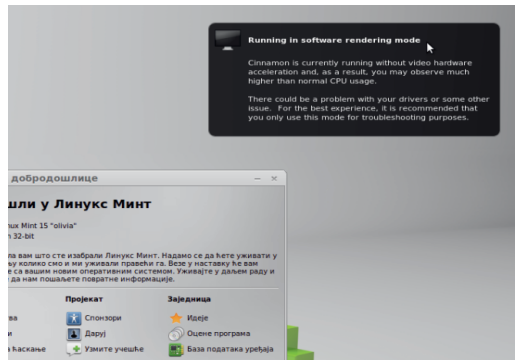 Running in software rendering mode
Cinnamon is currently running without video hardware
acceleration and, as a result, you may observe much
higher than normal CPU usage.
There could be a problem with your drivers or some other
issue. For the best experience, it is recommended that
you only use this mode for troubleshooting purposes.
добродошлице
шли у Линукс Минт
nux Mint 15 "olivia"
32-bit
вам што сте изабрали Линукс Минт. Надамо се да ћете уживати у
колико смо и ми уживали правећи га. Везе у наставку ће вам
са вашим новим оперативним системом. Уживајте у даљем раду и
да нам пошаљете повратне информације.
Пројекат Заједница
Спонзори Идеје
Даруј Оцене програма
ћаскање Узмите учешће База података уређаја